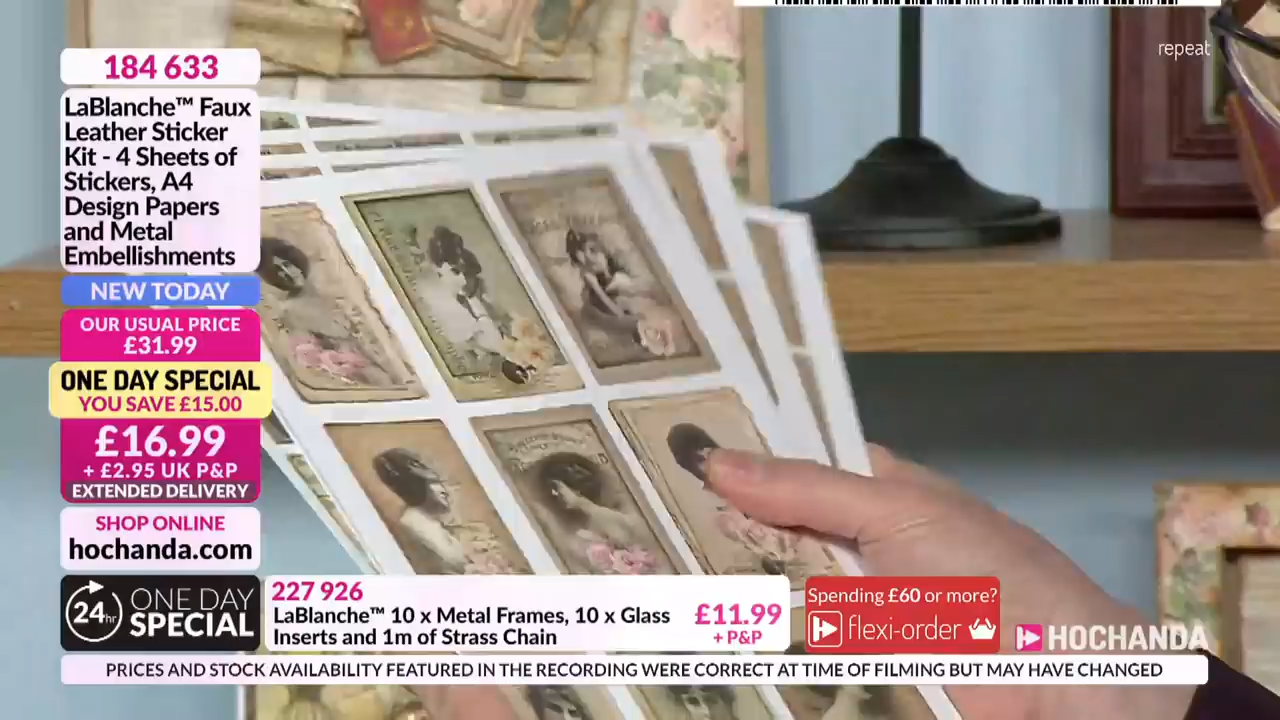 repeat
184 633
LaBlanche™ Faux
Leather Sticker
Kit - 4 Sheets of
Stickers, A4
Design Papers
and Metal
Embellishments
NEW TODAY
OUR USUAL PRICE
£31.99
ONE DAY SPECIAL
YOU SAVE £15.00
£16.99
+ £2.95 UK P&P
EXTENDED DELIVERY
SHOP ONLINE
hochanda.com
24hr ONE DAY
SPECIAL
227 926
LaBlanche™ 10 x Metal Frames, 10 x Glass
Inserts and 1m of Strass Chain
£11.99
+ P&P
Spending £60 or more?
flexi-order
HOCHANDA
PRICES AND STOCK AVAILABILITY FEATURED IN THE RECORDING WERE CORRECT AT TIME OF FILMING BUT MAY HAVE CHANGED